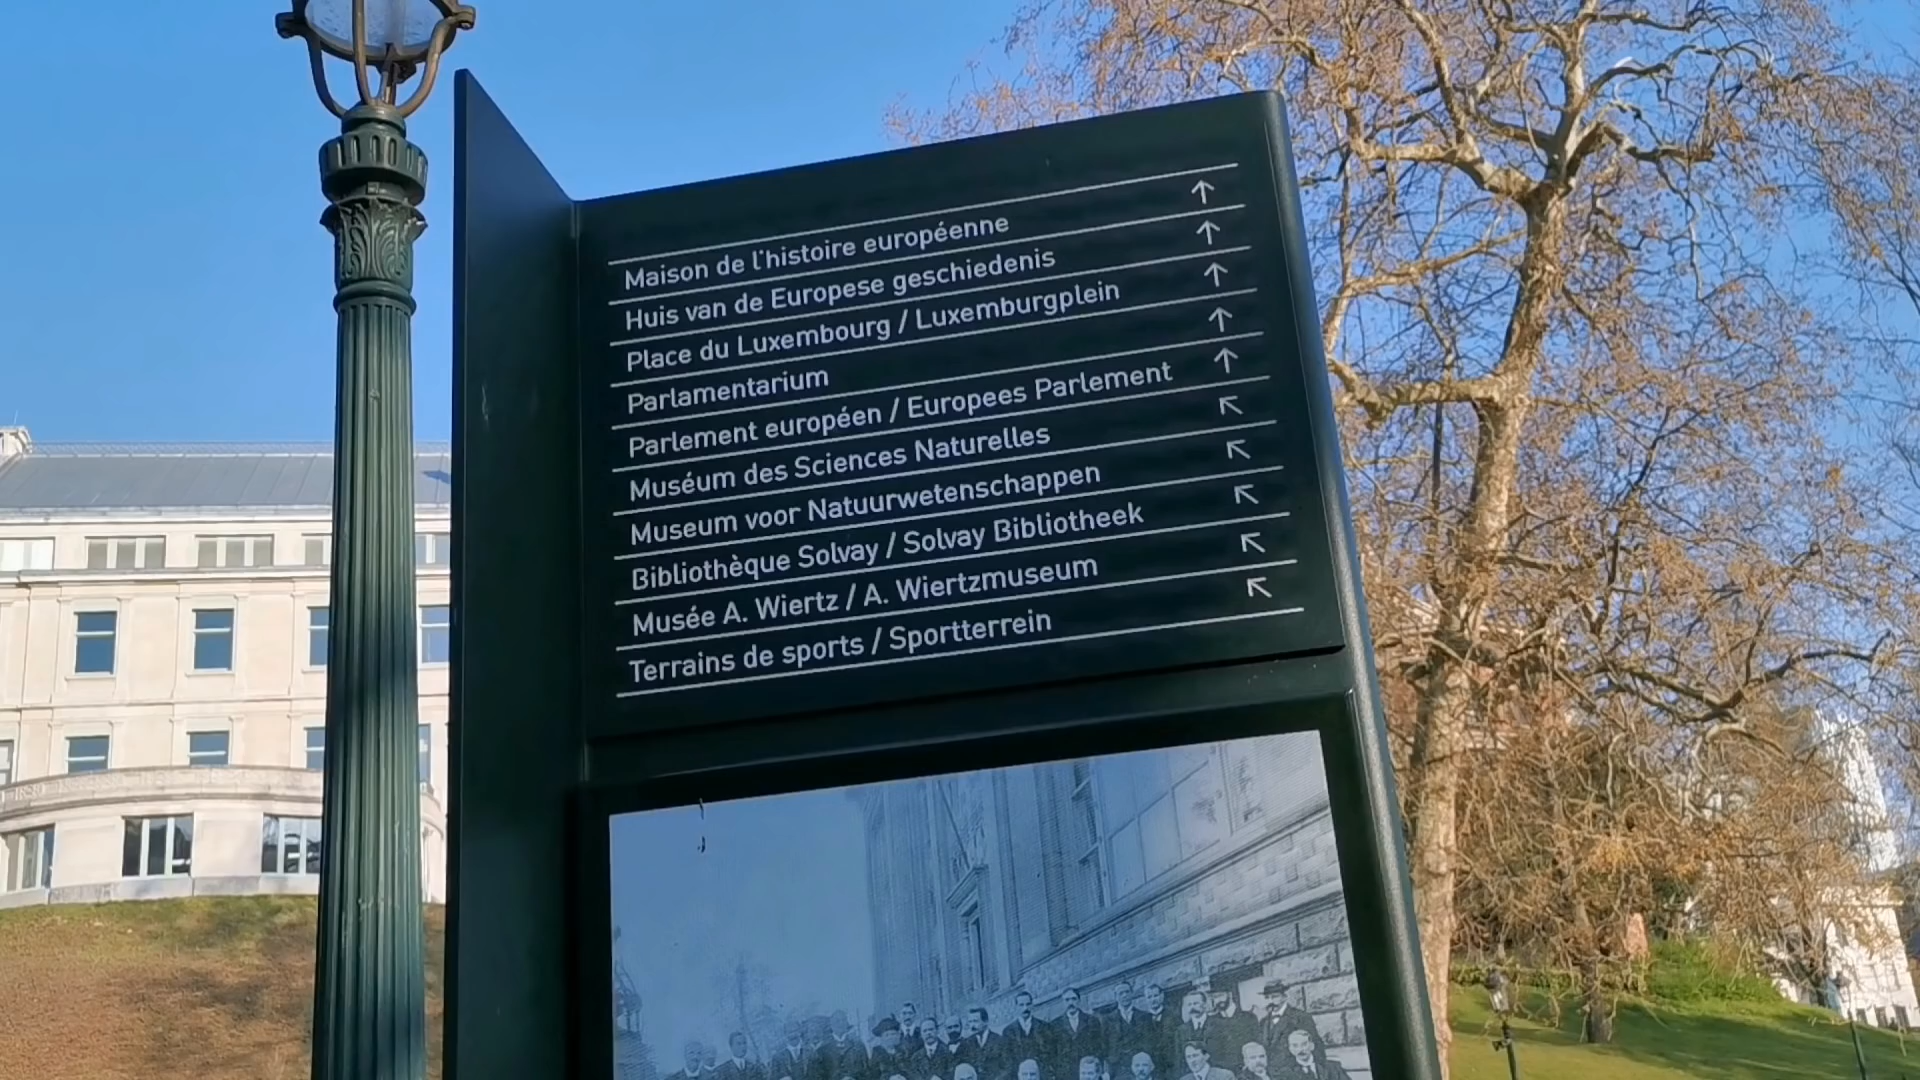 Maison de l'histoire européenne ↑
Huis van de Europese geschiedenis ↑
Place du Luxembourg / Luxemburgplein ↑
Parlamentarium ↑
Parlement européen / Europees Parlement ↑
Muséum des Sciences Naturelles ↖
Museum voor Natuurwetenschappen ↖
Bibliothèque Solvay / Solvay Bibliotheek ↖
Musée A. Wiertz / A. Wiertzmuseum ↖
Terrains de sports / Sportterrein ↖